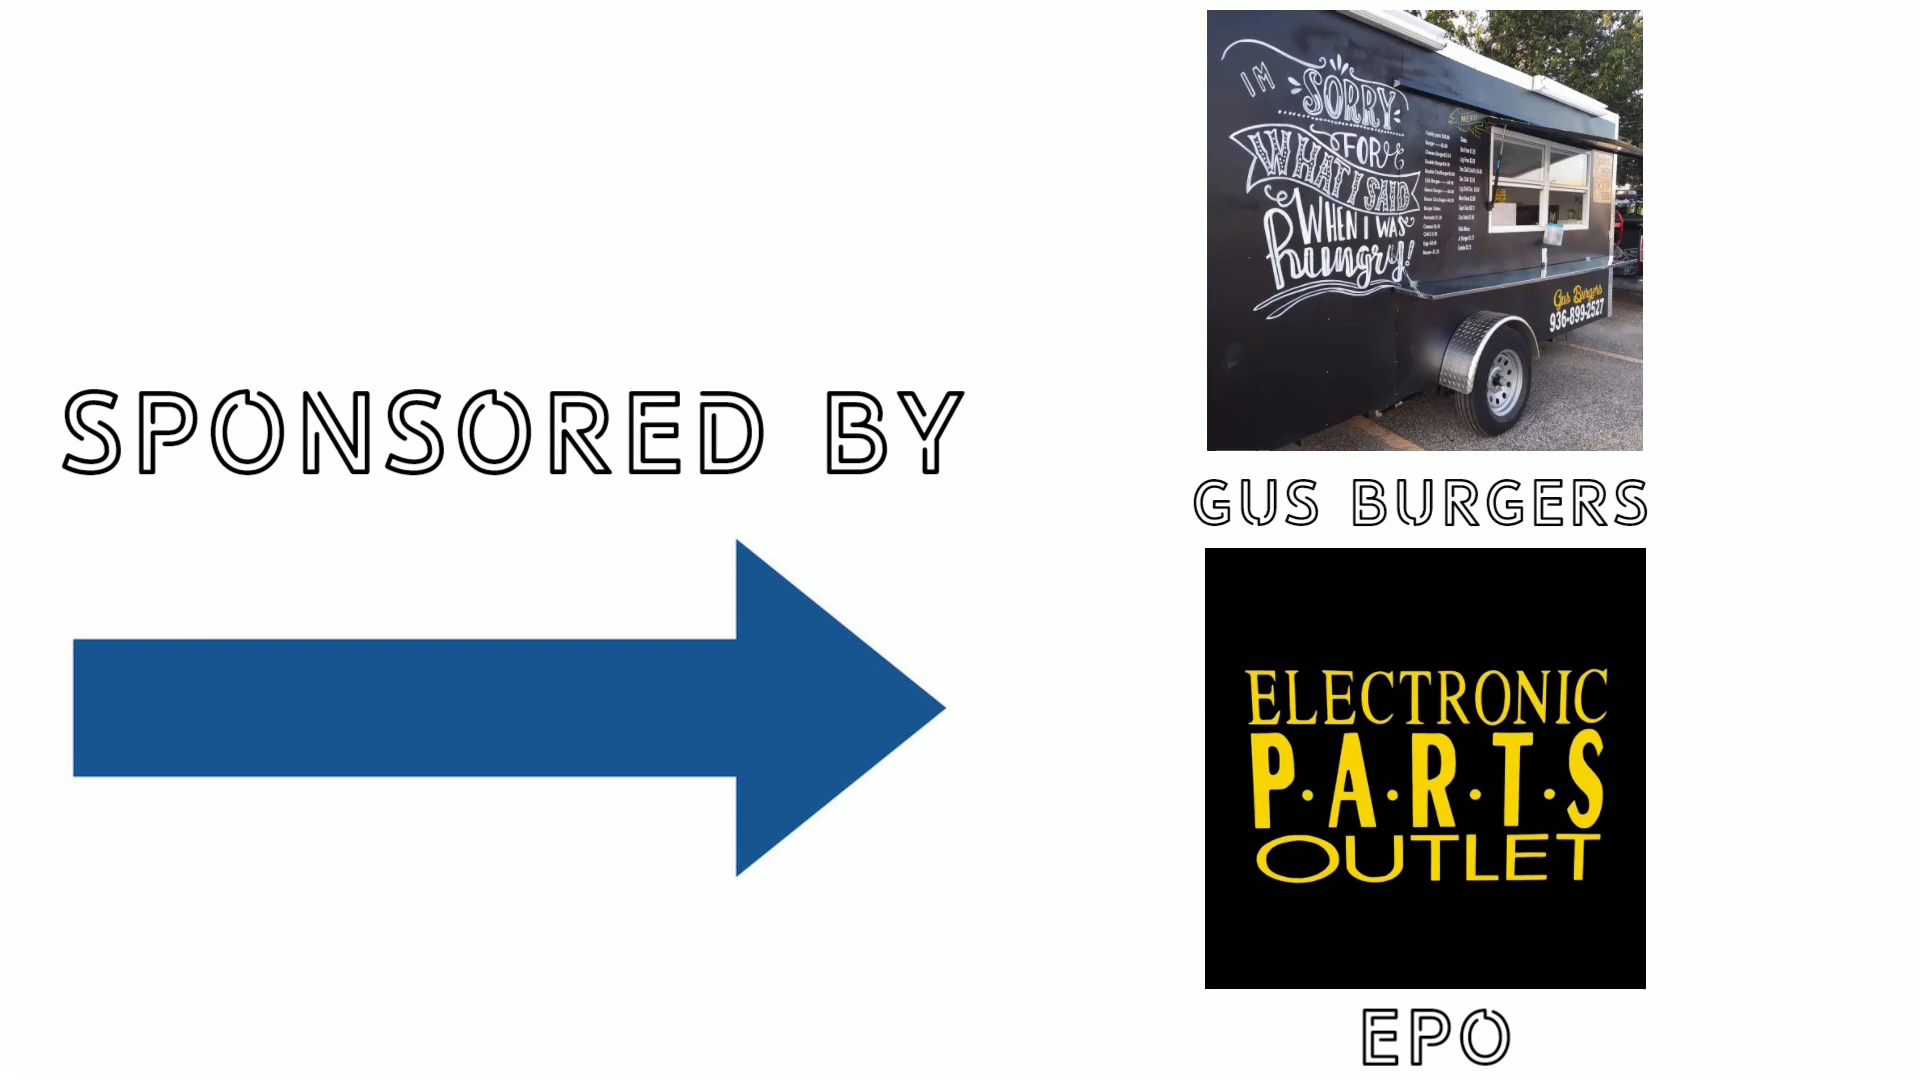 SPONSORED BY
I'M SORRY
FOR
WHAT I SAID
WHEN I WAS
hungry!
MENU
Gus Burgers
936-899-2527
GUS BURGERS
ELECTRONIC
P.A.R.T.S
OUTLET
EPO